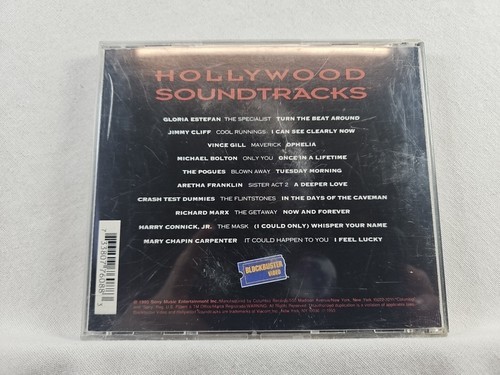 HOLLYWOOD
SOUNDTRACKS
GLORIA ESTEFAN THE SPECIALIST TURN THE BEAT AROUND
JIMMY CLIFF COOL RUNNINGS I CAN SEE CLEARLY NOW
VINCE GILL MAVERICK OPHELIA
MICHAEL BOLTON ONLY YOU ONCE IN A LIFETIME
THE POGUES BLOWN AWAY TUESDAY MORNING
ARETHA FRANKLIN SISTER ACT 2 A DEEPER LOVE
CRASH TEST DUMMIES THE FLINTSTONES IN THE DAYS OF THE CAVEMAN
RICHARD MARX THE GETAWAY NOW AND FOREVER
HARRY CONNICK, JR. THE MASK (I COULD ONLY) WHISPER YOUR NAME
MARY CHAPIN CARPENTER IT COULD HAPPEN TO YOU I FEEL LUCKY
BLOCKBUSTER
VIDEO
Sony Music Entertainment Inc.